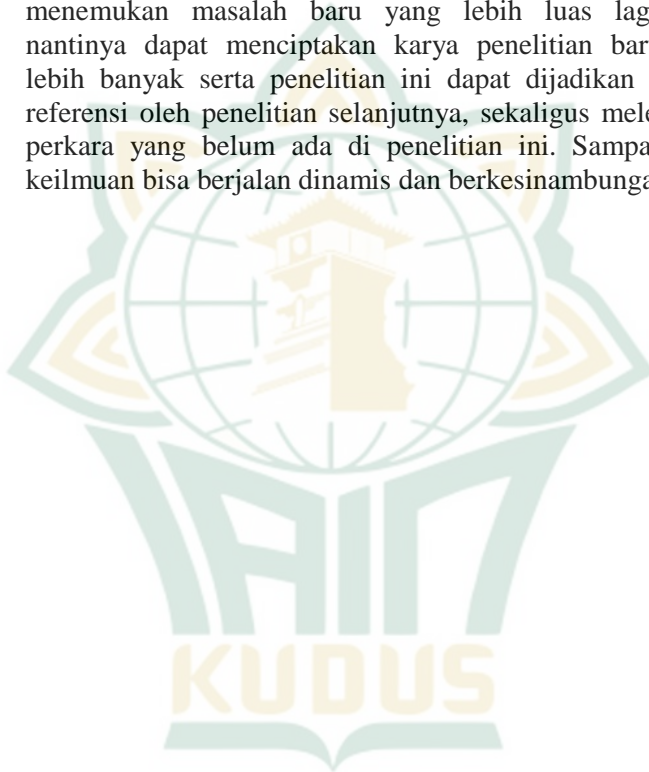 menemukan masalah baru yang lebih luas lag
nantinya dapat menciptakan karya penelitian bar
lebih banyak serta penelitian ini dapat dijadikan
referensi oleh penelitian selanjutnya, sekaligus mele
perkara yang belum ada di penelitian ini. Sampa
keilmuan bisa berjalan dinamis dan berkesinambunga
IAIN
KUDUS